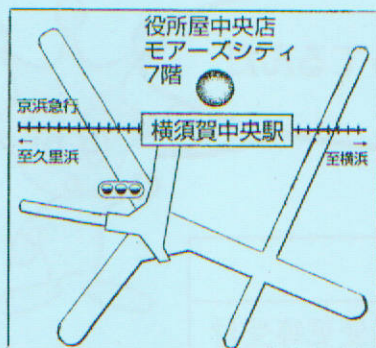 役所屋中央店
モアーズシティ
7階
京浜急行
横須賀中央駅
←
至久里浜
→
至横浜